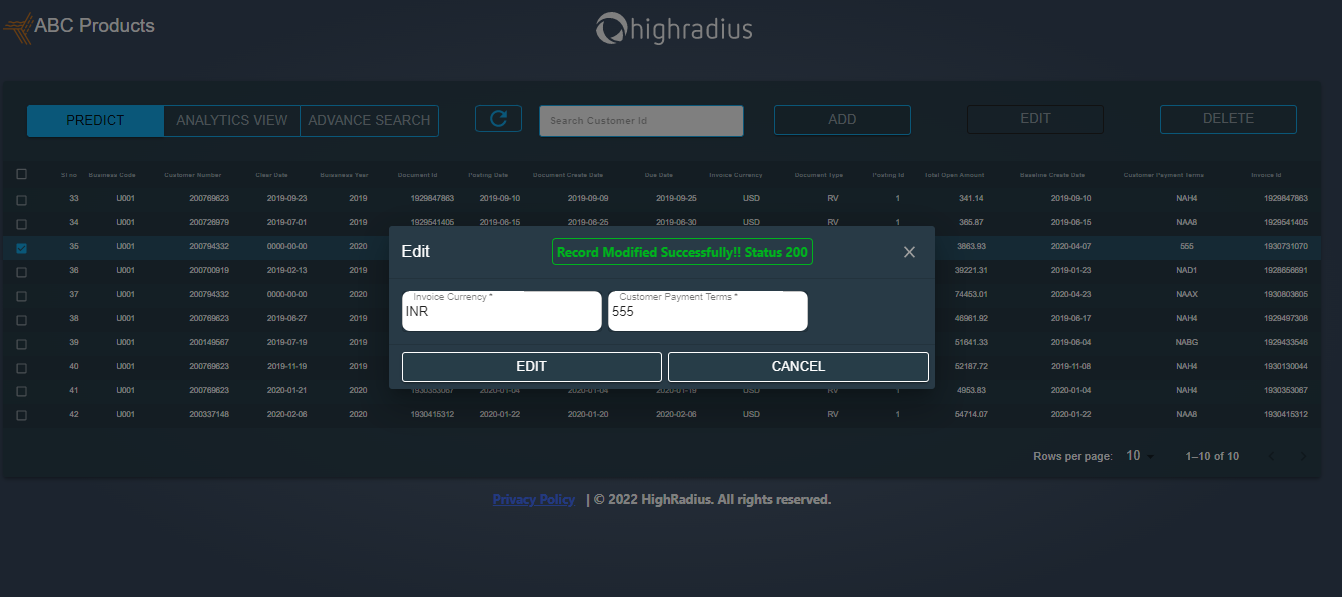 ABC Products
highradius
PREDICT ANALYTICS VIEW ADVANCE SEARCH Search Customer Id ADD EDIT DELETE
Sl no Business Code Customer Number Clear Date Buisness Year Document Id Posting Date Document Create Date Due Date Invoice Currency Document Type Posting Id Total Open Amount Baseline Create Date Customer Payment Terms Invoice Id
33 U001 200769623 2019-09-23 2019 1929847863 2019-09-10 2019-09-09 2019-09-25 USD RV 1 341.14 2019-09-10 NAH4 1929847863
34 U001 200726979 2019-07-01 2019 1929541405 2019-06-15 2019-06-25 2019-06-30 USD RV 1 365.87 2019-06-15 NAA8 1929541405
35 U001 200794332 0000-00-00 2020 3863.93 2020-04-07 555 1930731070
36 U001 200700919 2019-02-13 2019 39221.31 2019-01-23 NAD1 1928658691
37 U001 200794332 0000-00-00 2020 74453.01 2020-04-23 NAAX 1930803605
38 U001 200769623 2019-06-27 2019 46961.92 2019-06-17 NAH4 1929497308
39 U001 200149567 2019-07-19 2019 51641.33 2019-06-04 NABG 1929433546
40 U001 200769623 2019-11-19 2019 52187.72 2019-11-08 NAH4 1930130044
41 U001 200769623 2020-01-21 2020 1930353067 2020-01-04 2020-01-04 2020-01-19 USD RV 1 4953.63 2020-01-04 NAH4 1930353067
42 U001 200337148 2020-02-06 2020 1930415312 2020-01-22 2020-01-20 2020-02-06 USD RV 1 54714.07 2020-01-22 NAA8 1930415312
Edit Record Modified Successfully!! Status 200
Invoice Currency * Customer Payment Terms *
INR 555
EDIT CANCEL
Rows per page: 10 1–10 of 10
Privacy Policy | © 2022 HighRadius. All rights reserved.